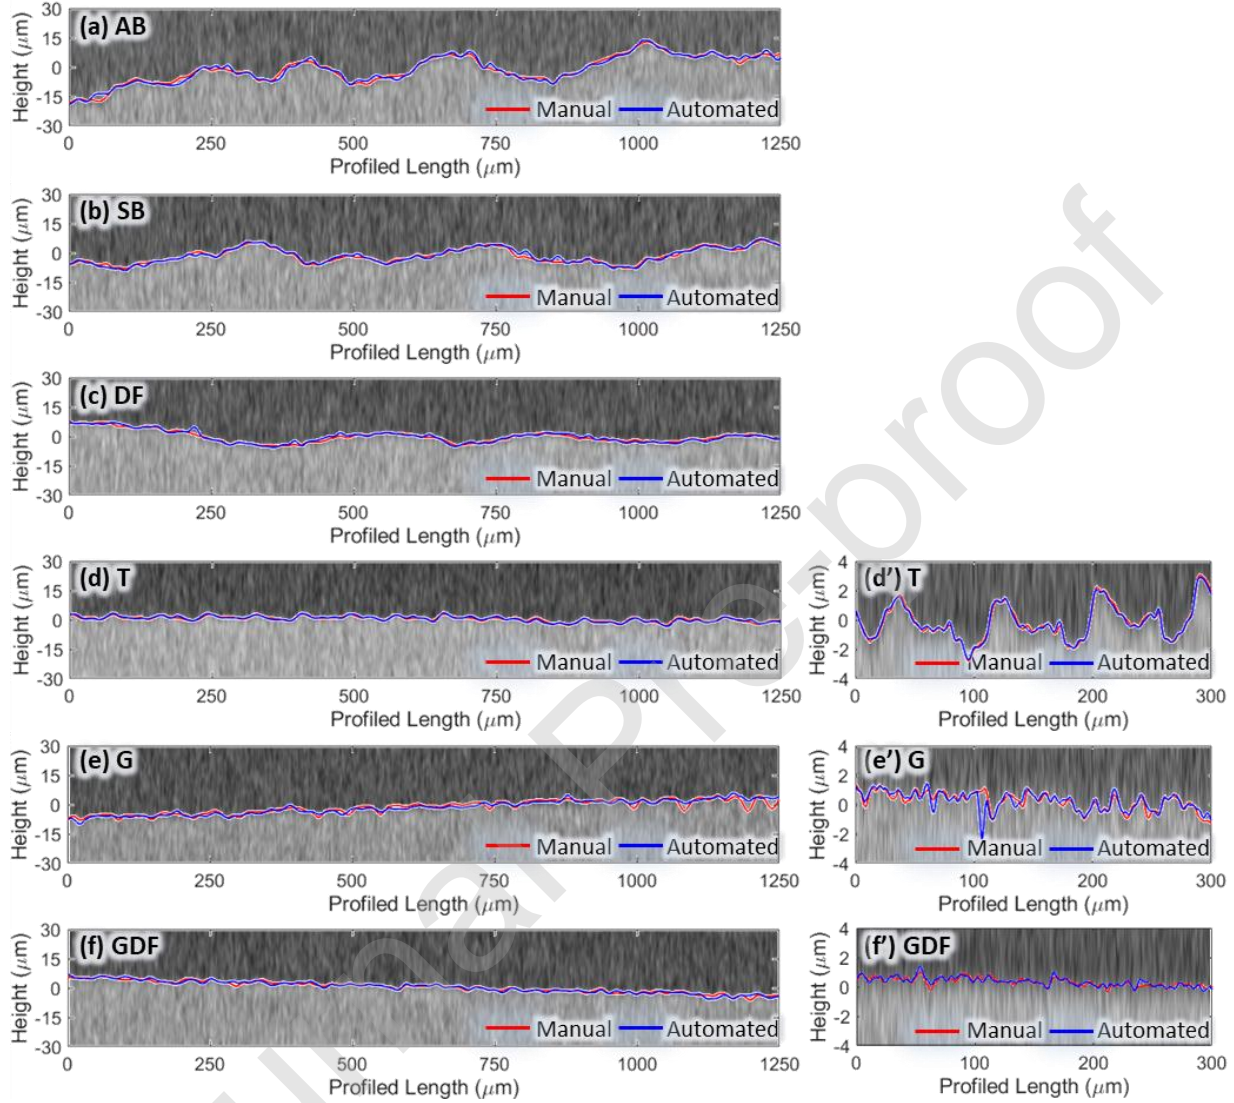 (a) AB
Height (μm)
30
15
0
-15
-30
Manual Automated
0 250 500 750 1000 1250
Profiled Length (μm)
(b) SB
Height (μm)
30
15
0
-15
-30
Manual Automated
0 250 500 750 1000 1250
Profiled Length (μm)
(c) DF
Height (μm)
30
15
0
-15
-30
Manual Automated
0 250 500 750 1000 1250
Profiled Length (μm)
(d) T
Height (μm)
30
15
0
-15
-30
Manual Automated
0 250 500 750 1000 1250
Profiled Length (μm)
(d') T
Height (μm)
4
2
0
-2
-4
Manual Automated
0 100 200 300
Profiled Length (μm)
(e) G
Height (μm)
30
15
0
-15
-30
Manual Automated
0 250 500 750 1000 1250
Profiled Length (μm)
(e') G
Height (μm)
4
2
0
-2
-4
Manual Automated
0 100 200 300
Profiled Length (μm)
(f) GDF
Height (μm)
30
15
0
-15
-30
Manual Automated
0 250 500 750 1000 1250
Profiled Length (μm)
(f') GDF
Height (μm)
4
2
0
-2
-4
Manual Automated
0 100 200 300
Profiled Length (μm)
Pre-proof